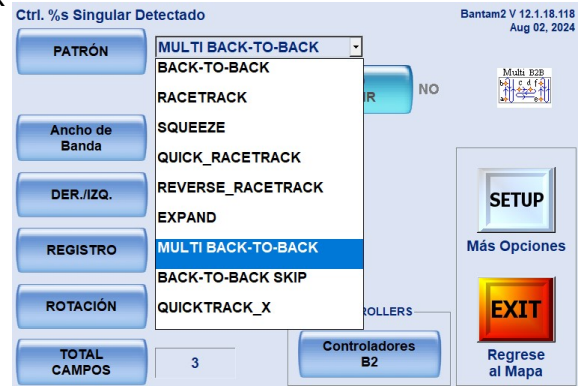 Ctrl. %s Singular Detectado
Bantam2 V 12.1.18.118
Aug 02, 2024
PATRÓN
MULTI BACK-TO-BACK
BACK-TO-BACK
RACETRACK
SQUEEZE
QUICK_RACETRACK
REVERSE_RACETRACK
EXPAND
MULTI BACK-TO-BACK
BACK-TO-BACK SKIP
QUICKTRACK_X
IR
NO
Multi B2B
b c d f
a e
Ancho de
Banda
DER./IZQ.
REGISTRO
ROTACIÓN
TOTAL
CAMPOS
3
OLLERS
Controladores
B2
SETUP
Más Opciones
EXIT
Regrese
al Mapa